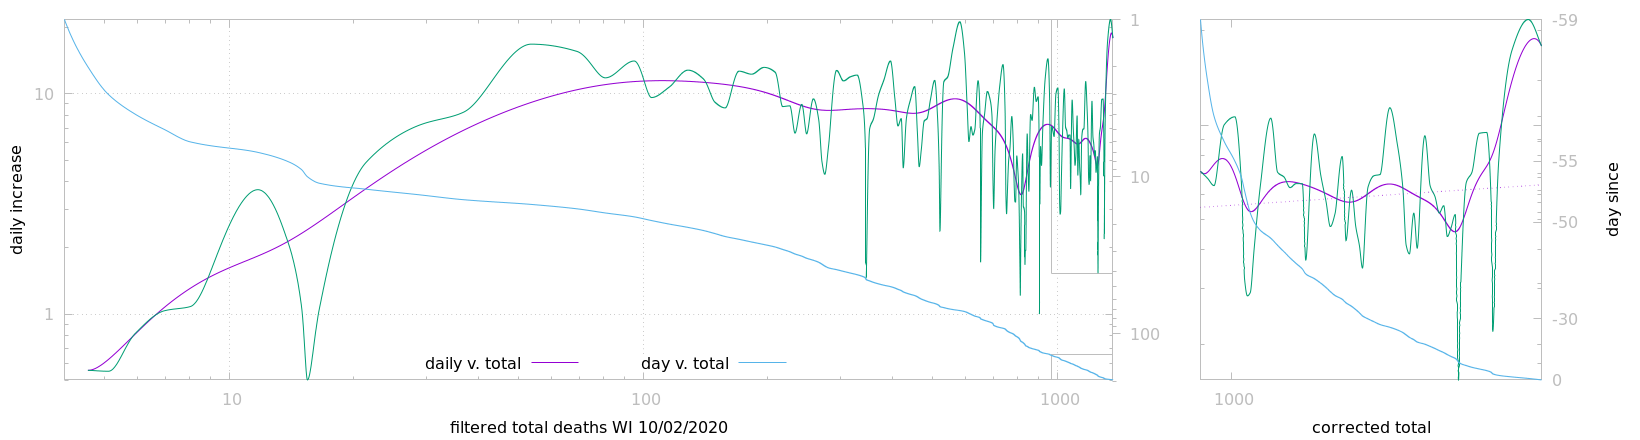 1
-59
10
-55
daily increase
10
day since
-50
1
-30
100
daily v. total
day v. total
0
10
100
1000
1000
filtered total deaths WI 10/02/2020
corrected total